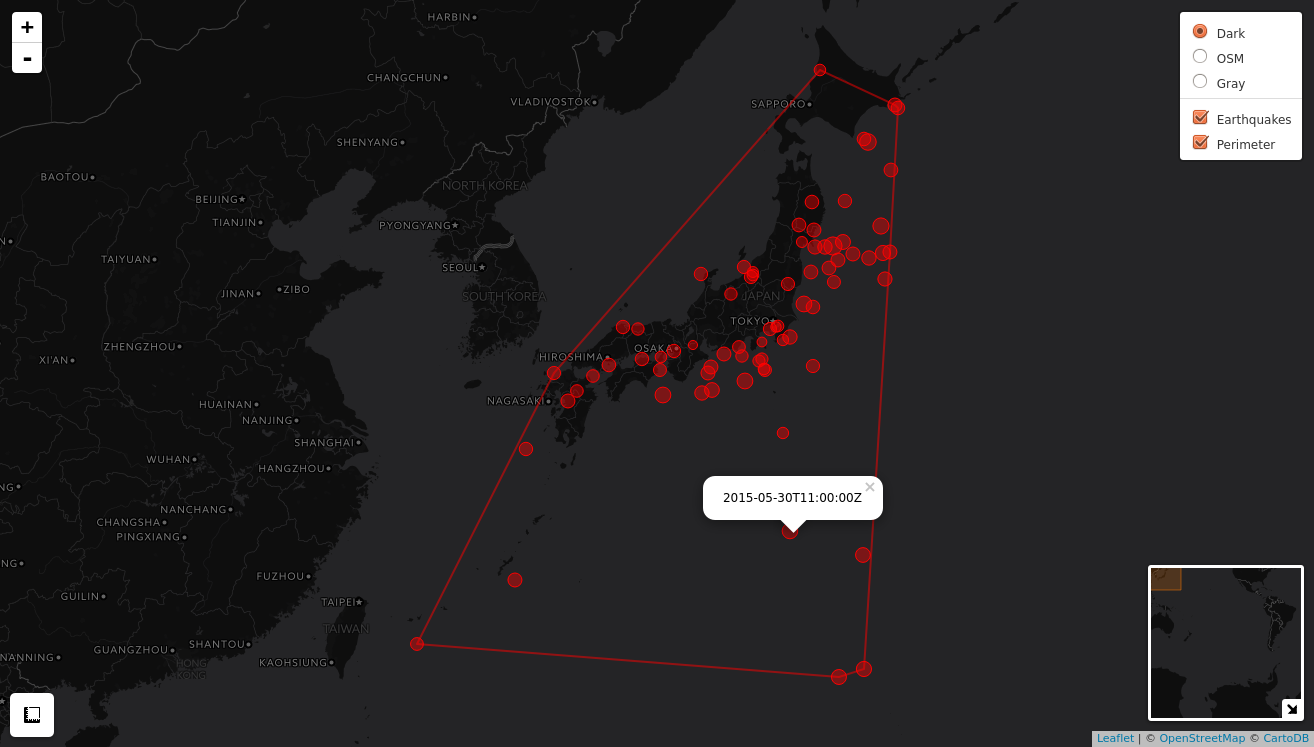 +
-
HARBIN
CHANGCHUN
VLADIVOSTOK
SAPPORO
SHENYANG
BAOTOU
NORTH KOREA
BEIJING
TIANJIN
PYONGYANG
TAIYUAN
SEOUL
JINAN
ZIBO
SOUTH KOREA
JAPAN
TOKYO
ZHENGZHOU
OSAKA
XI'AN
HIROSHIMA
NAGASAKI
HUAINAN
NANJING
SHANGHAI
WUHAN
HANGZHOU
NANCHANG
CHANGSHA
PINGXIANG
FUZHOU
GUILIN
TAIPEI
TAIWAN
GUANGZHOU
SHANTOU
NANNING
HONG
KONG
KAOHSIUNG
2015-05-30T11:00:00Z
×
Dark
OSM
Gray
Earthquakes
Perimeter
Leaflet | © OpenStreetMap © CartoDB